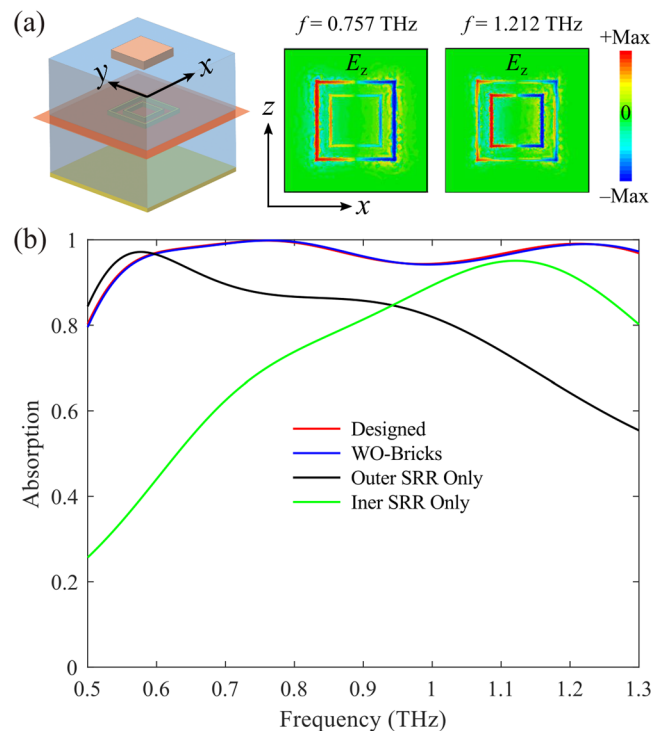 (a)
f = 0.757 THz
f = 1.212 THz
y
x
z
x
E_z
E_z
+Max
0
–Max
(b)
1
0.8
0.6
0.4
0.2
0
Absorption
Designed
WO-Bricks
Outer SRR Only
Iner SRR Only
0.5 0.6 0.7 0.8 0.9 1 1.1 1.2 1.3
Frequency (THz)